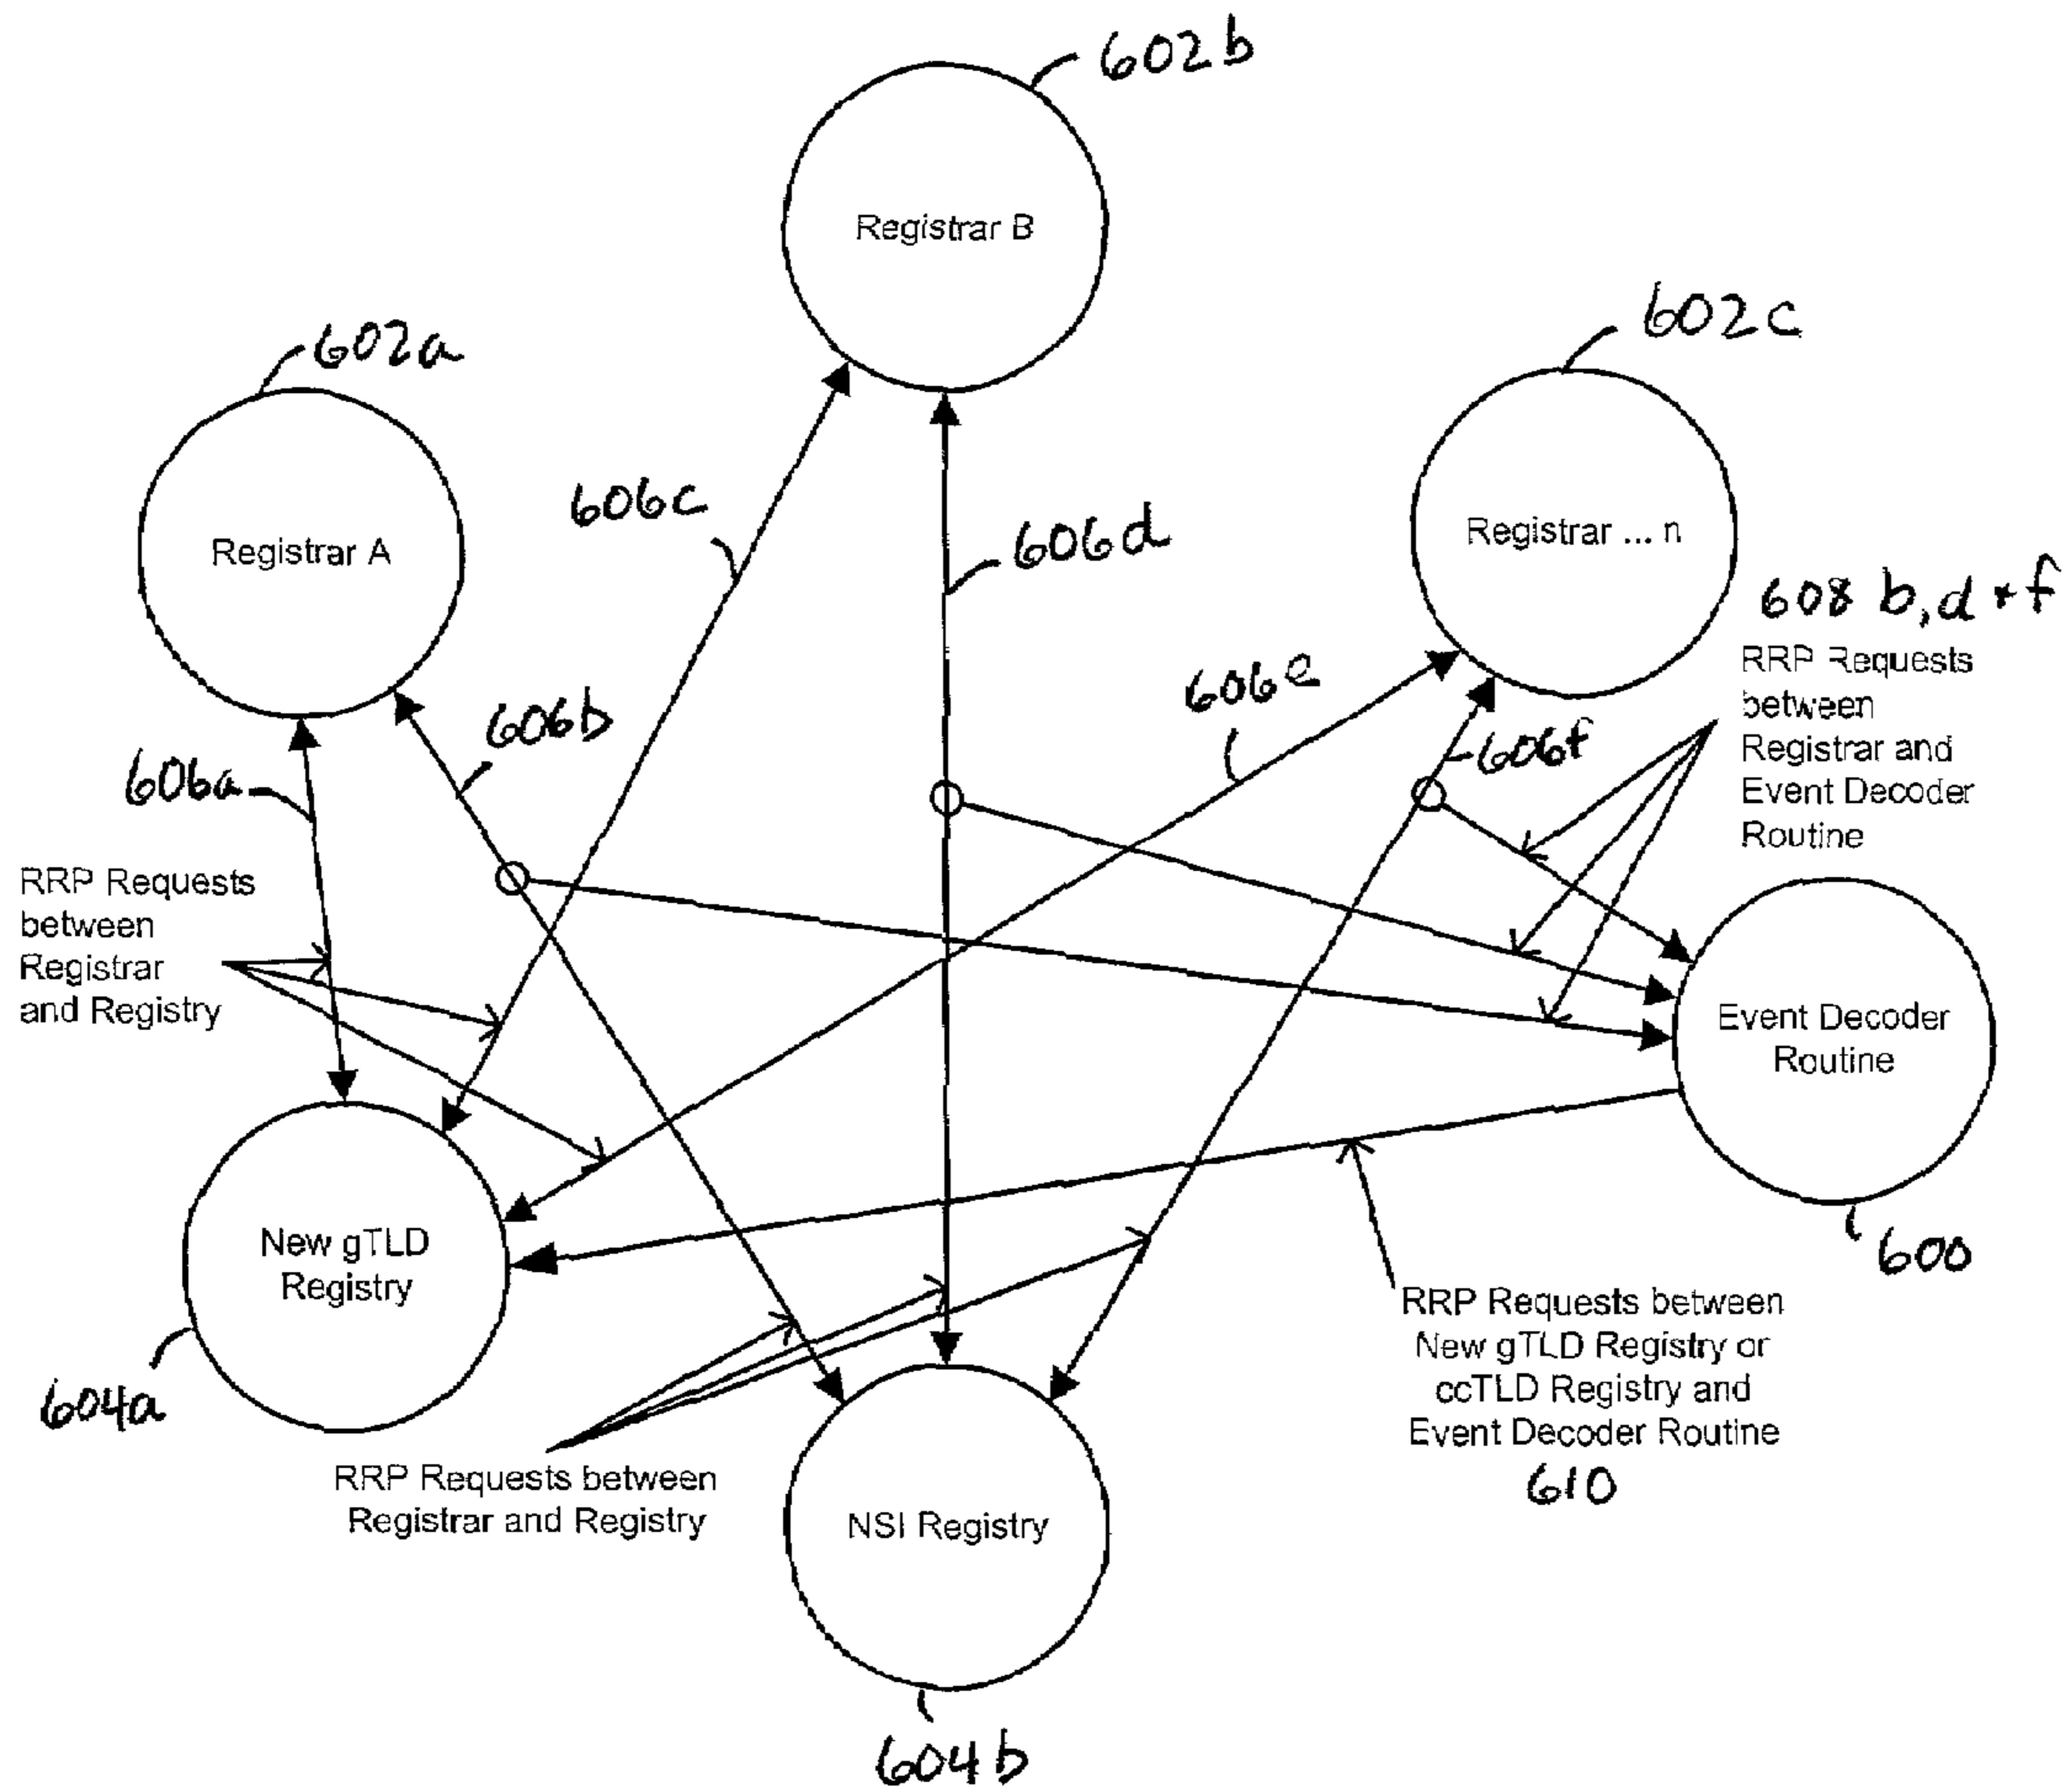 602b
Registrar B
602c
602a
606c
606d
Registrar A
Registrar ... n
608 b, d + f
RRP Requests
between
Registrar and
Event Decoder
Routine
606e
606b
606f
606a
RRP Requests
between
Registrar
and Registry
Event Decoder
Routine
600
New gTLD
Registry
604a
RRP Requests between
New gTLD Registry or
ccTLD Registry and
Event Decoder Routine
610
RRP Requests between
Registrar and Registry
NSI Registry
604b